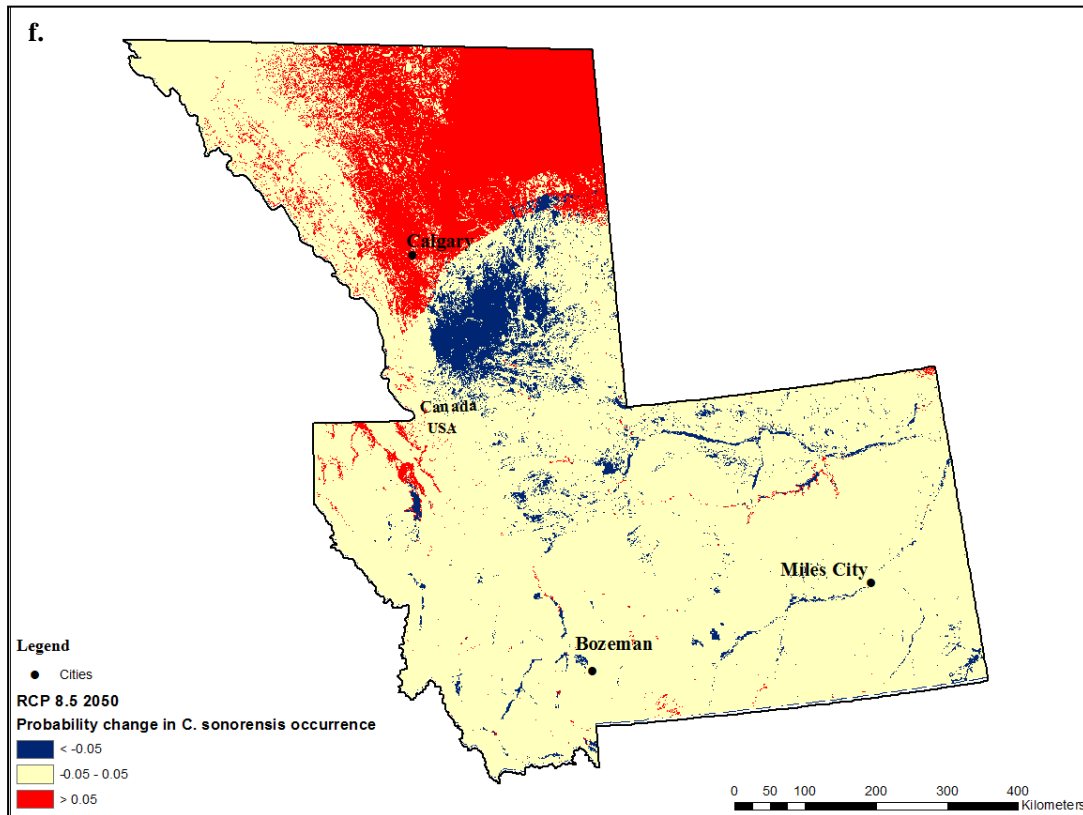 f.
Calgary
Canada
USA
Miles City
Bozeman
Legend
Cities
RCP 8.5 2050
Probability change in C. sonorensis occurrence
< -0.05
-0.05 - 0.05
> 0.05
0 50 100 200 300 400
Kilometers